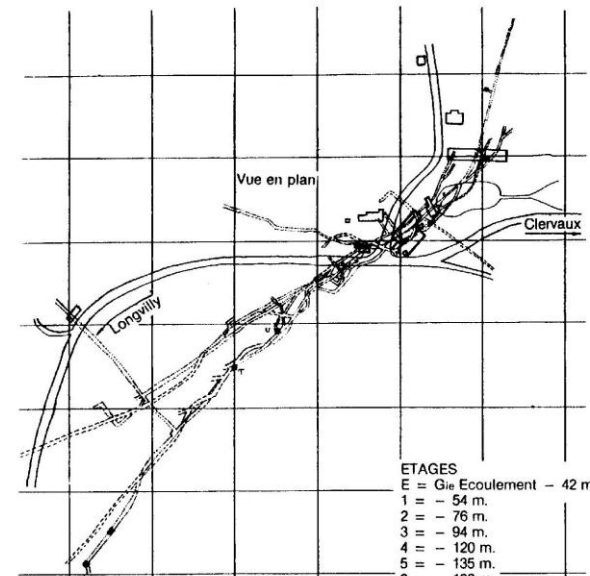 Vue en plan
Clervaux
Longvilly
U
T
ETAGES
E = Gie Ecoulement – 42 m
1 = – 54 m.
2 = – 76 m.
3 = – 94 m.
4 = – 120 m.
5 = – 135 m.